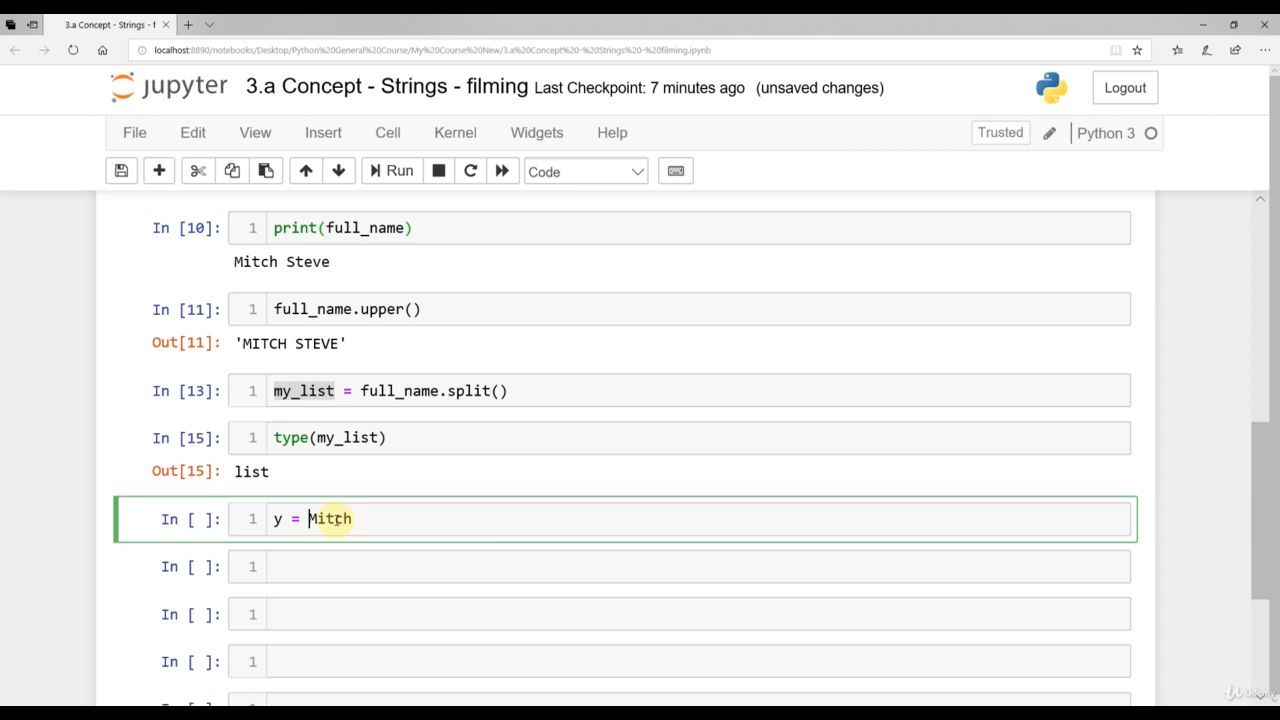 3.a Concept - Strings - f
localhost:8890/notebooks/Desktop/Python%20General%20Course/My%20Course%20New/3.a%20Concept%20-%20Strings%20-%20filming.ipynb
jupyter 3.a Concept - Strings - filming Last Checkpoint: 7 minutes ago (unsaved changes) Logout
File Edit View Insert Cell Kernel Widgets Help Trusted Python 3
Run Code
In [10]: 1 print(full_name)
Mitch Steve
In [11]: 1 full_name.upper()
Out[11]: 'MITCH STEVE'
In [13]: 1 my_list = full_name.split()
In [15]: 1 type(my_list)
Out[15]: list
In [ ]: 1 y = Mitch
In [ ]: 1
In [ ]: 1
In [ ]: 1
Udemy